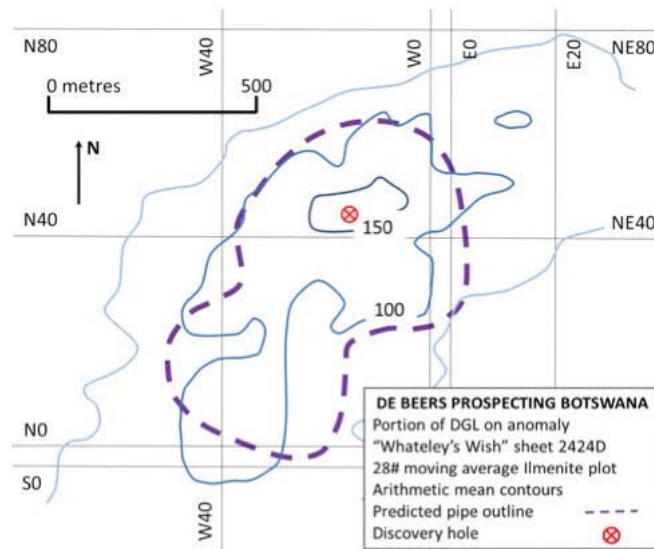 N80
W40
W0
E0
E20
NE80
0 metres 500
N
N40
NE40
150
100
N0
S0
W40
DE BEERS PROSPECTING BOTSWANA
Portion of DGL on anomaly
“Whateley’s Wish” sheet 2424D
28# moving average Ilmenite plot
Arithmetic mean contours
Predicted pipe outline
Discovery hole